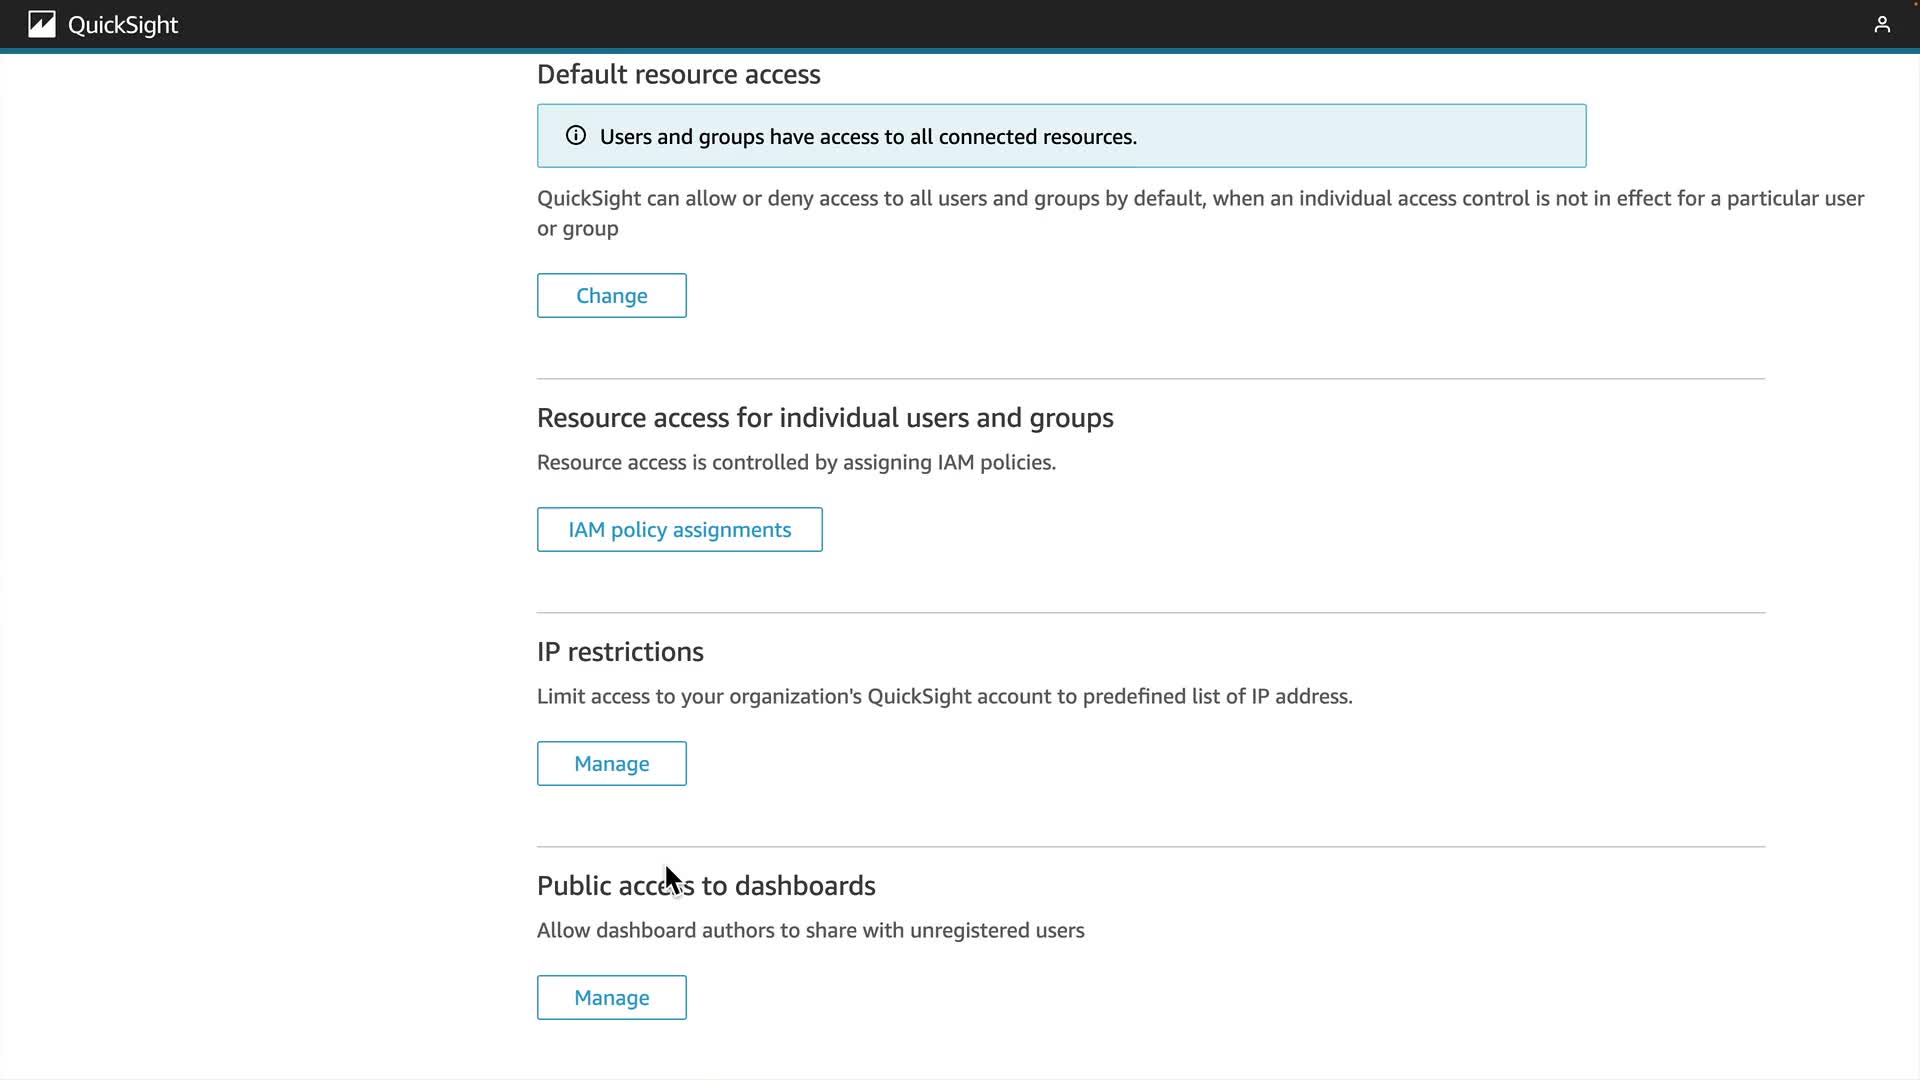 QuickSight
Default resource access
Users and groups have access to all connected resources.
QuickSight can allow or deny access to all users and groups by default, when an individual access control is not in effect for a particular user
or group
Change
Resource access for individual users and groups
Resource access is controlled by assigning IAM policies.
IAM policy assignments
IP restrictions
Limit access to your organization's QuickSight account to predefined list of IP address.
Manage
Public access to dashboards
Allow dashboard authors to share with unregistered users
Manage